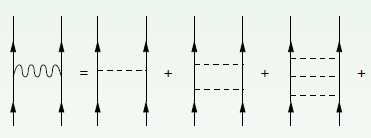 = + + +